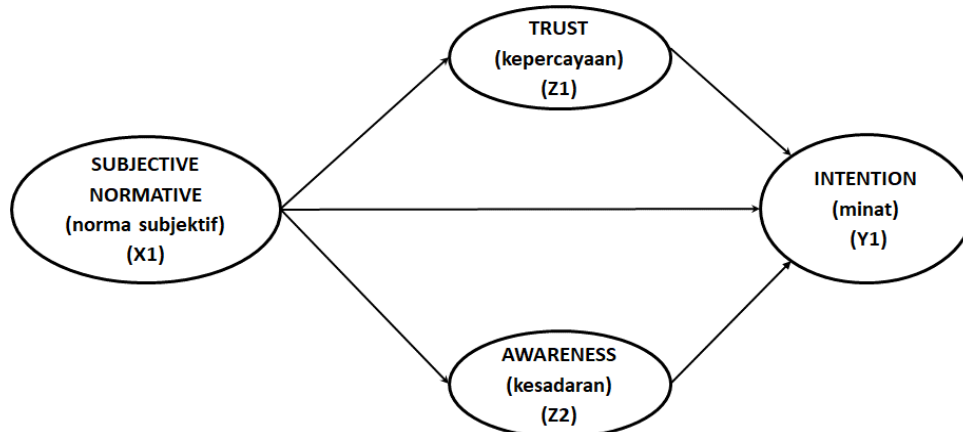 TRUST
(kepercayaan)
(Z1)
SUBJECTIVE
NORMATIVE
(norma subjektif)
(X1)
INTENTION
(minat)
(Y1)
AWARENESS
(kesadaran)
(Z2)